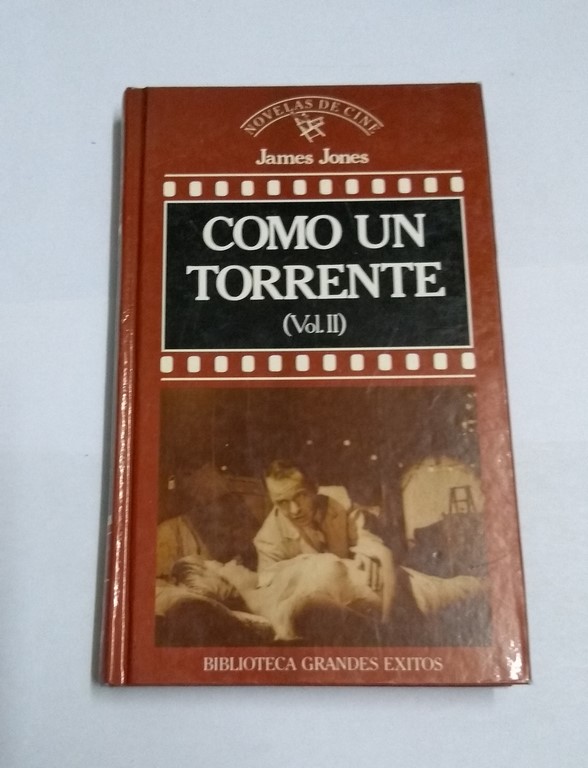 NOVELAS DE CINE
James Jones
COMO UN
TORRENTE
(Vol. II)
BIBLIOTECA GRANDES EXITOS